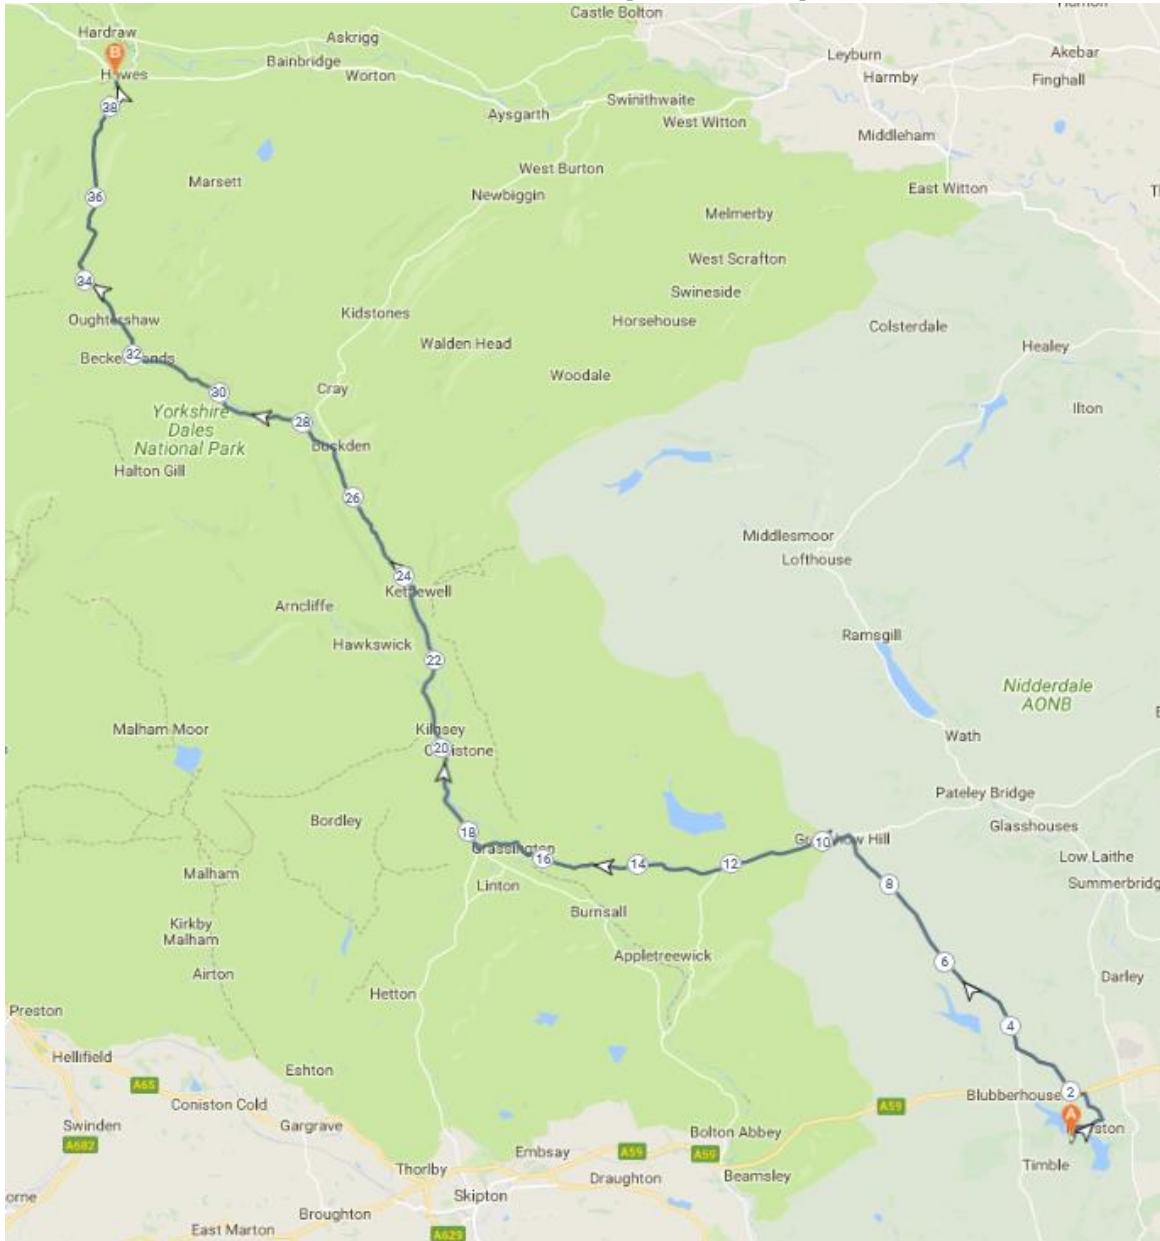 Castle Bolton
Hardraw
Askrigg
Leyburn
Akebar
B
Bainbridge
Hawes
Worton
Harmby
Finghall
38
Swinithwaite
Aysgarth
West Witton
Middleham
West Burton
Marsett
East Witton
36
Newbiggin
Melmerby
West Scrafton
34
Swineside
Kidstones
Oughtershaw
Horsehouse
Colsterdale
Walden Head
Healey
32
Woodale
30
Cray
Yorkshire
Dales
National Park
Ilton
28
Buckden
Halton Gill
26
Middlesmoor
Lofthouse
24
Kettlewell
Arncliffe
Ramsgill
Hawkswick
22
Nidderdale
AONB
Malham Moor
Kilnsey
Wath
20
Conistone
Pateley Bridge
Bordley
18
Glasshouses
10
Greenhow Hill
Grassington
16
14
12
Low Laithe
Malham
Linton
8
Summerbridg
Burnsall
Kirkby
Malham
Appletreewick
6
Airton
Darley
Hetton
Preston
4
Hellifield
Eshton
A65
2
Blubberhouse
Coniston Cold
A59
A
Swinden
Gargrave
A682
Bolton Abbey
Embsay
A59
A59
Timble
Thorlby
Draughton
Beamsley
Skipton
orne
Broughton
East Marton
A629